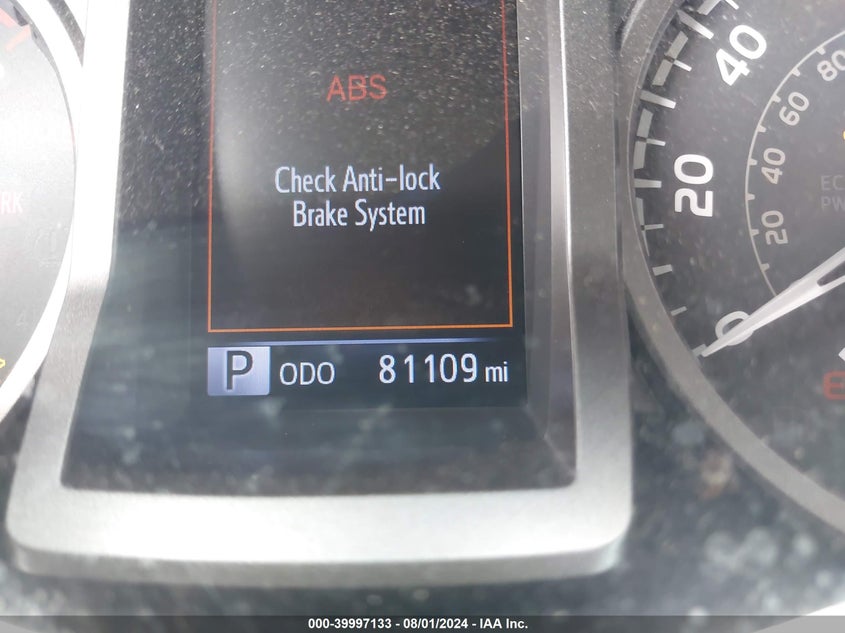 ABS
Check Anti-lock
Brake System
P ODO 81109 mi
40
20
0
80
60
40
20
000-39997133 - 08/01/2024 - IAA Inc.